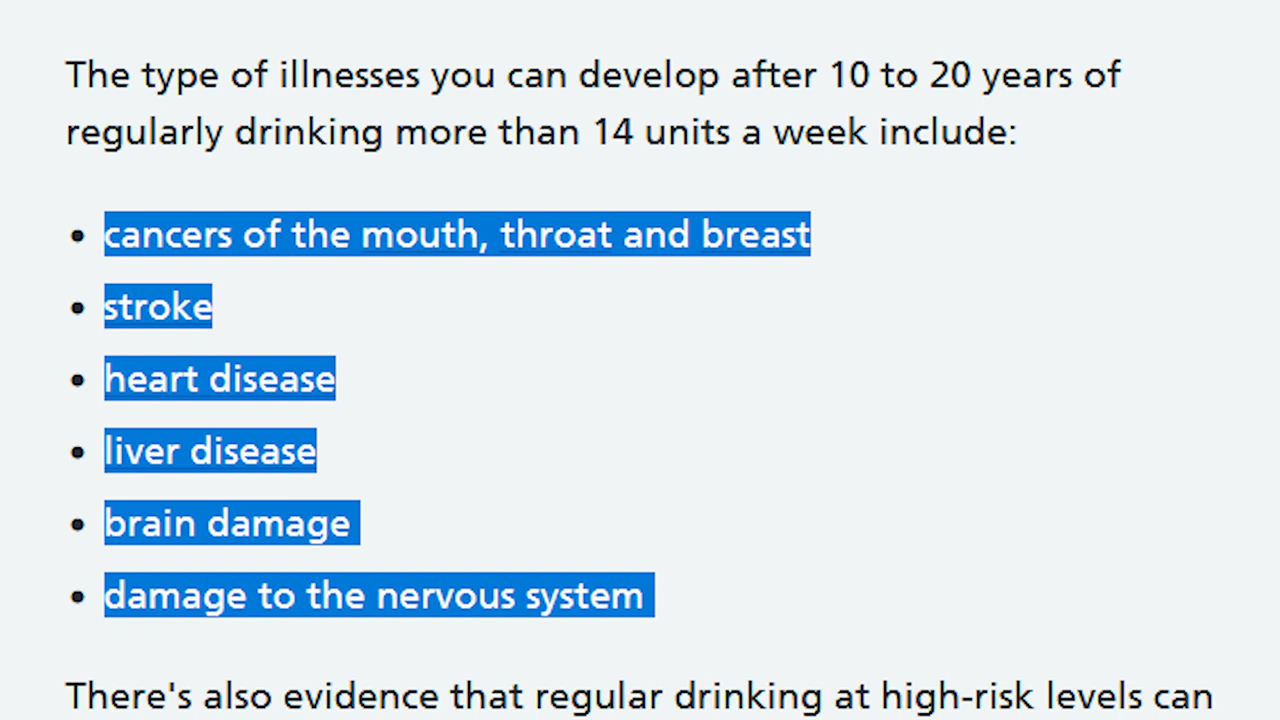 The type of illnesses you can develop after 10 to 20 years of
regularly drinking more than 14 units a week include:
• cancers of the mouth, throat and breast
• stroke
• heart disease
• liver disease
• brain damage
• damage to the nervous system
There's also evidence that regular drinking at high-risk levels can